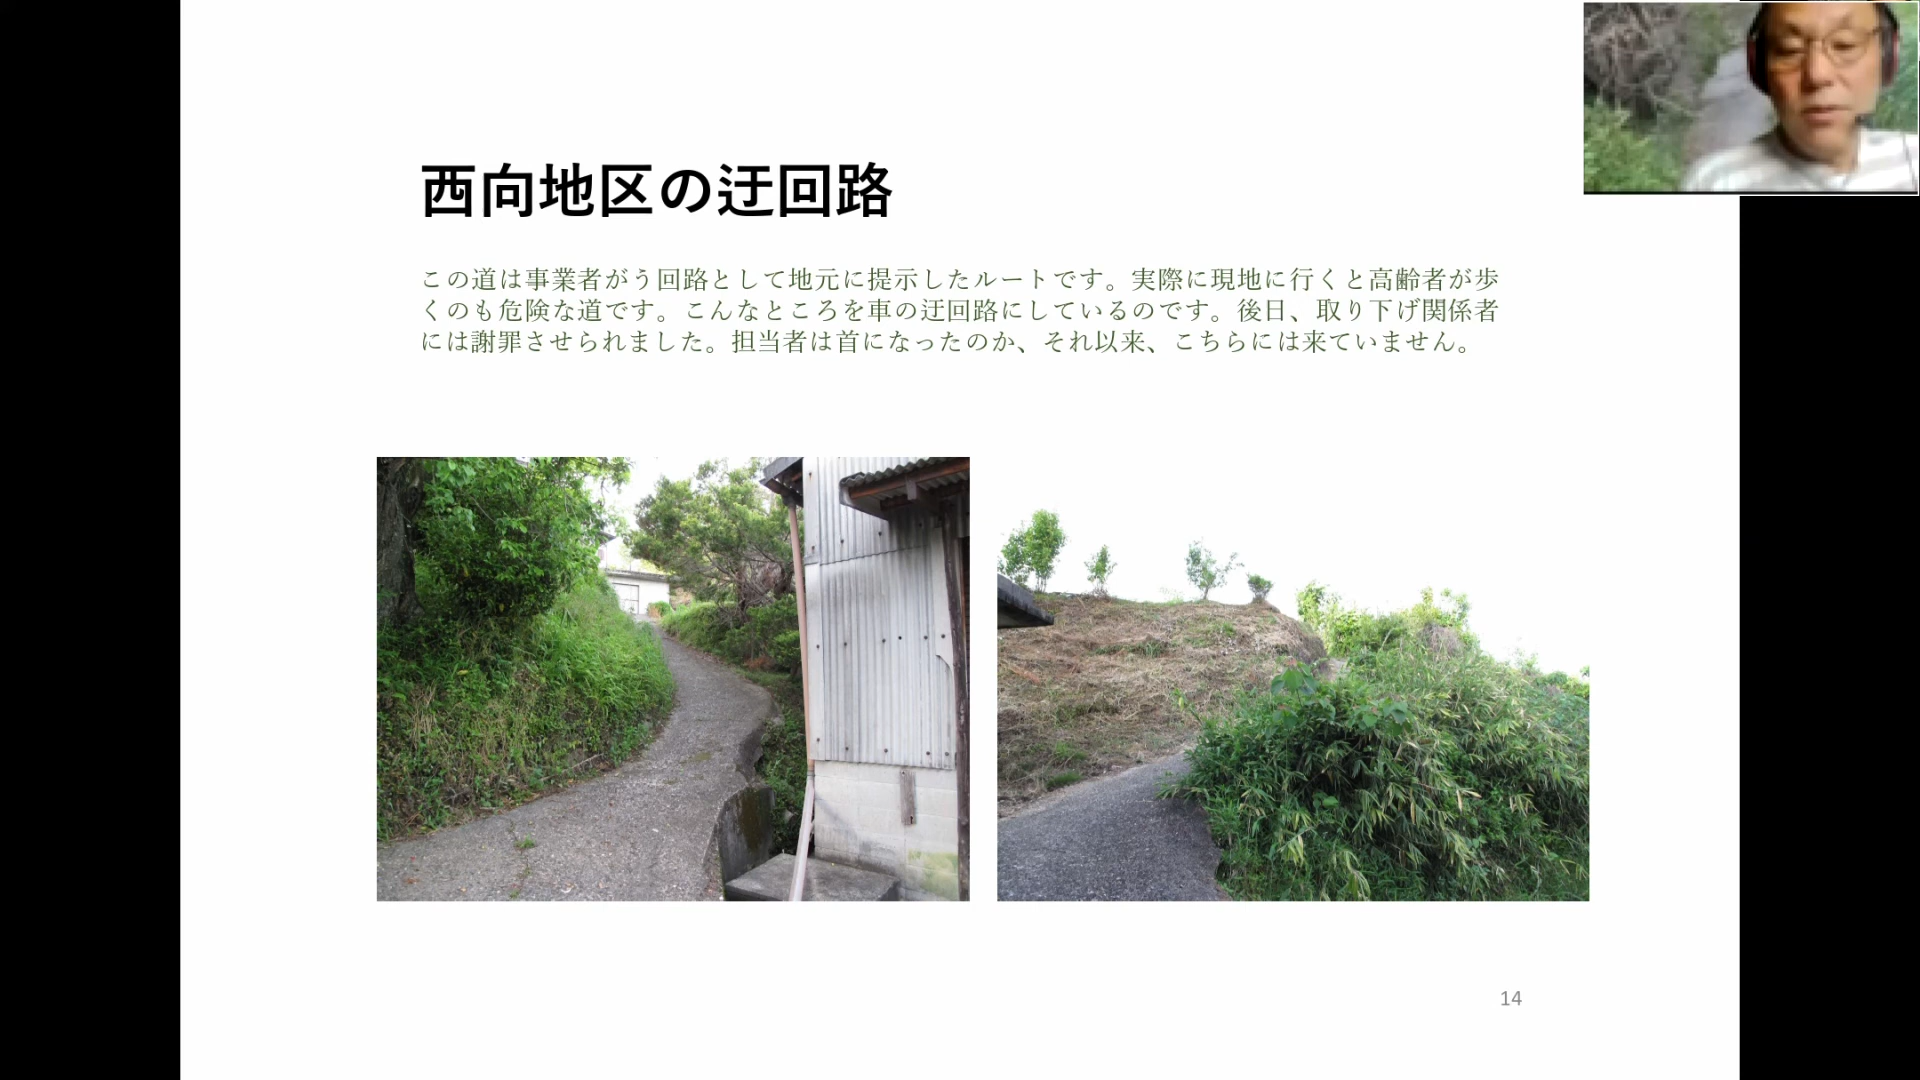 西向地区の迂回路
この道は事業者がう回路として地元に提示したルートです。実際に現地に行くと高齢者が歩
くのも危険な道です。こんなところを車の迂回路にしているのです。後日、取り下げ関係者
には謝罪させられました。担当者は首になったのか、それ以来、こちらには来ていません。
14